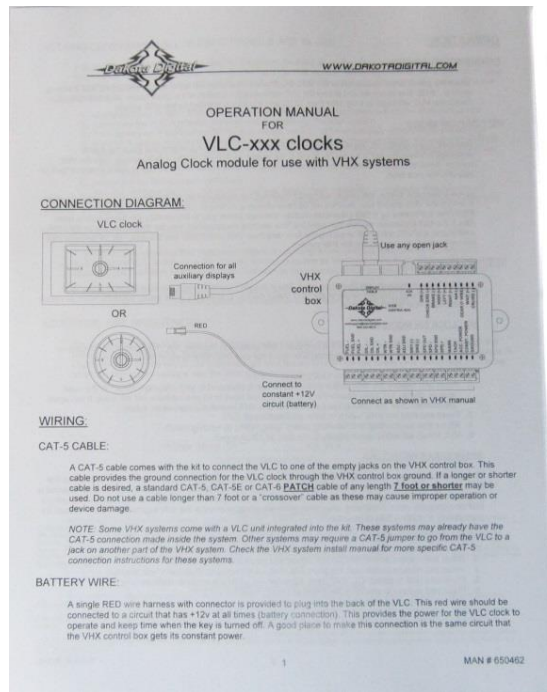 Dakota Digital
WWW.DAKOTADIGITAL.COM
OPERATION MANUAL
FOR
VLC-xxx clocks
Analog Clock module for use with VHX systems
CONNECTION DIAGRAM:
VLC clock
Use any open jack
Connection for all
auxiliary displays
VHX
control
box
OR
RED
Dakota Digital
Connect to
constant +12V
circuit (battery)
Connect as shown in VHX manual
WIRING:
CAT-5 CABLE:
A CAT-5 cable comes with the kit to connect the VLC to one of the empty jacks on the VHX control box. This
cable provides the ground connection for the VLC clock through the VHX control box ground. If a longer or shorter
cable is desired, a standard CAT-5, CAT-5E or CAT-6 PATCH cable of any length 7 foot or shorter may be
used. Do not use a cable longer than 7 foot or a "crossover" cable as these may cause improper operation or
device damage.
NOTE: Some VHX systems come with a VLC unit integrated into the kit. These systems may already have the
CAT-5 connection made inside the system. Other systems may require a CAT-5 jumper to go from the VLC to a
jack on another part of the VHX system. Check the VHX system install manual for more specific CAT-5
connection instructions for these systems.
BATTERY WIRE:
A single RED wire harness with connector is provided to plug into the back of the VLC. This red wire should be
connected to a circuit that has +12v at all times (battery connection). This provides the power for the VLC clock to
operate and keep time when the key is turned off. A good place to make this connection is the same circuit that
the VHX control box gets its constant power.
1
MAN # 650462